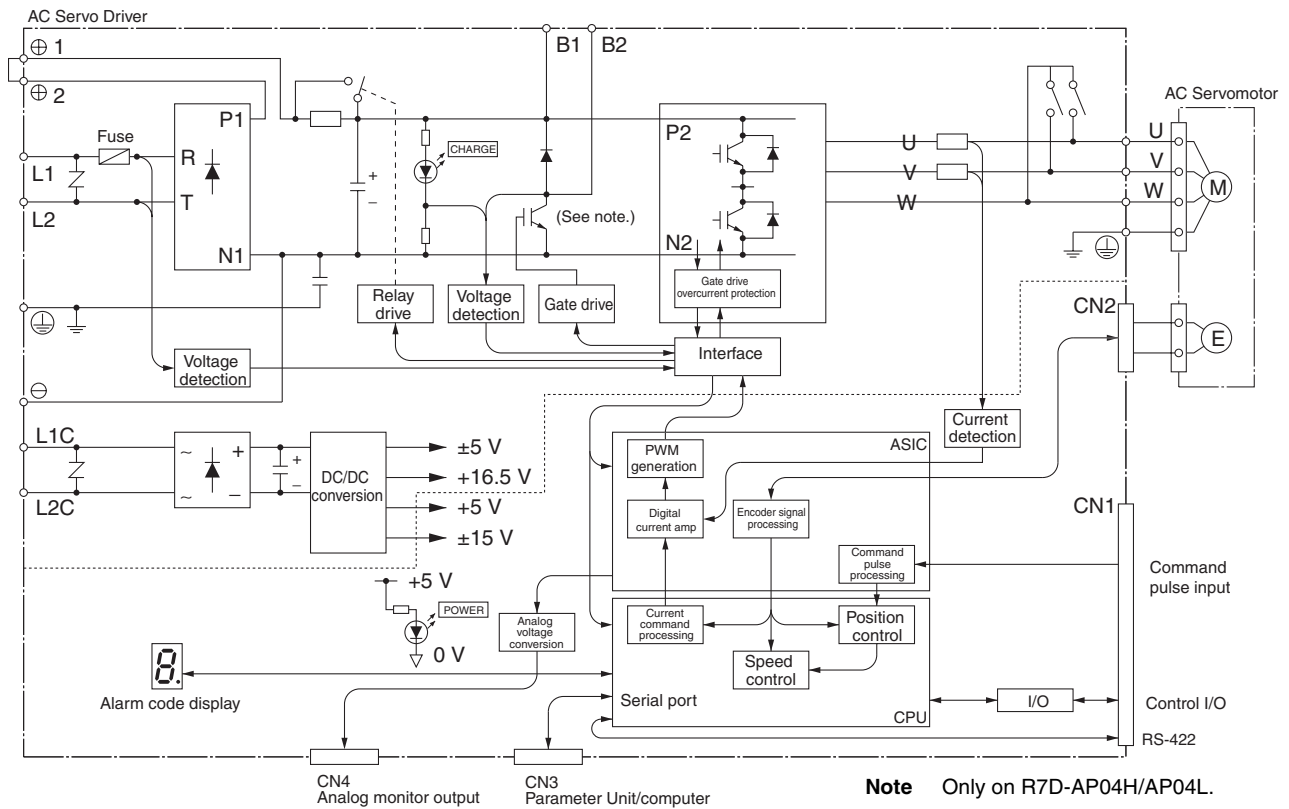 AC Servo Driver
⊕ 1
⊕ 2
B1 B2
AC Servomotor
P1
P2
Fuse
CHARGE
U
U
R
V
V
L1
W
W
M
T
(See note.)
L2
N1
N2
Gate drive
overcurrent protection
Relay
drive
Voltage
detection
Gate drive
CN2
E
Interface
Voltage
detection
⊖
Current
detection
L1C
ASIC
PWM
generation
~ +
+
–
~ –
DC/DC
conversion
±5 V
+16.5 V
+5 V
±15 V
L2C
CN1
Digital
current amp
Encoder signal
processing
Command
pulse
processing
Command
pulse input
+5 V
POWER
0 V
Analog
voltage
conversion
Current
command
processing
Position
control
Speed
control
8.
Alarm code display
Serial port
CPU
I/O
Control I/O
RS-422
CN4
Analog monitor output
CN3
Parameter Unit/computer
Note Only on R7D-AP04H/AP04L.
+
–